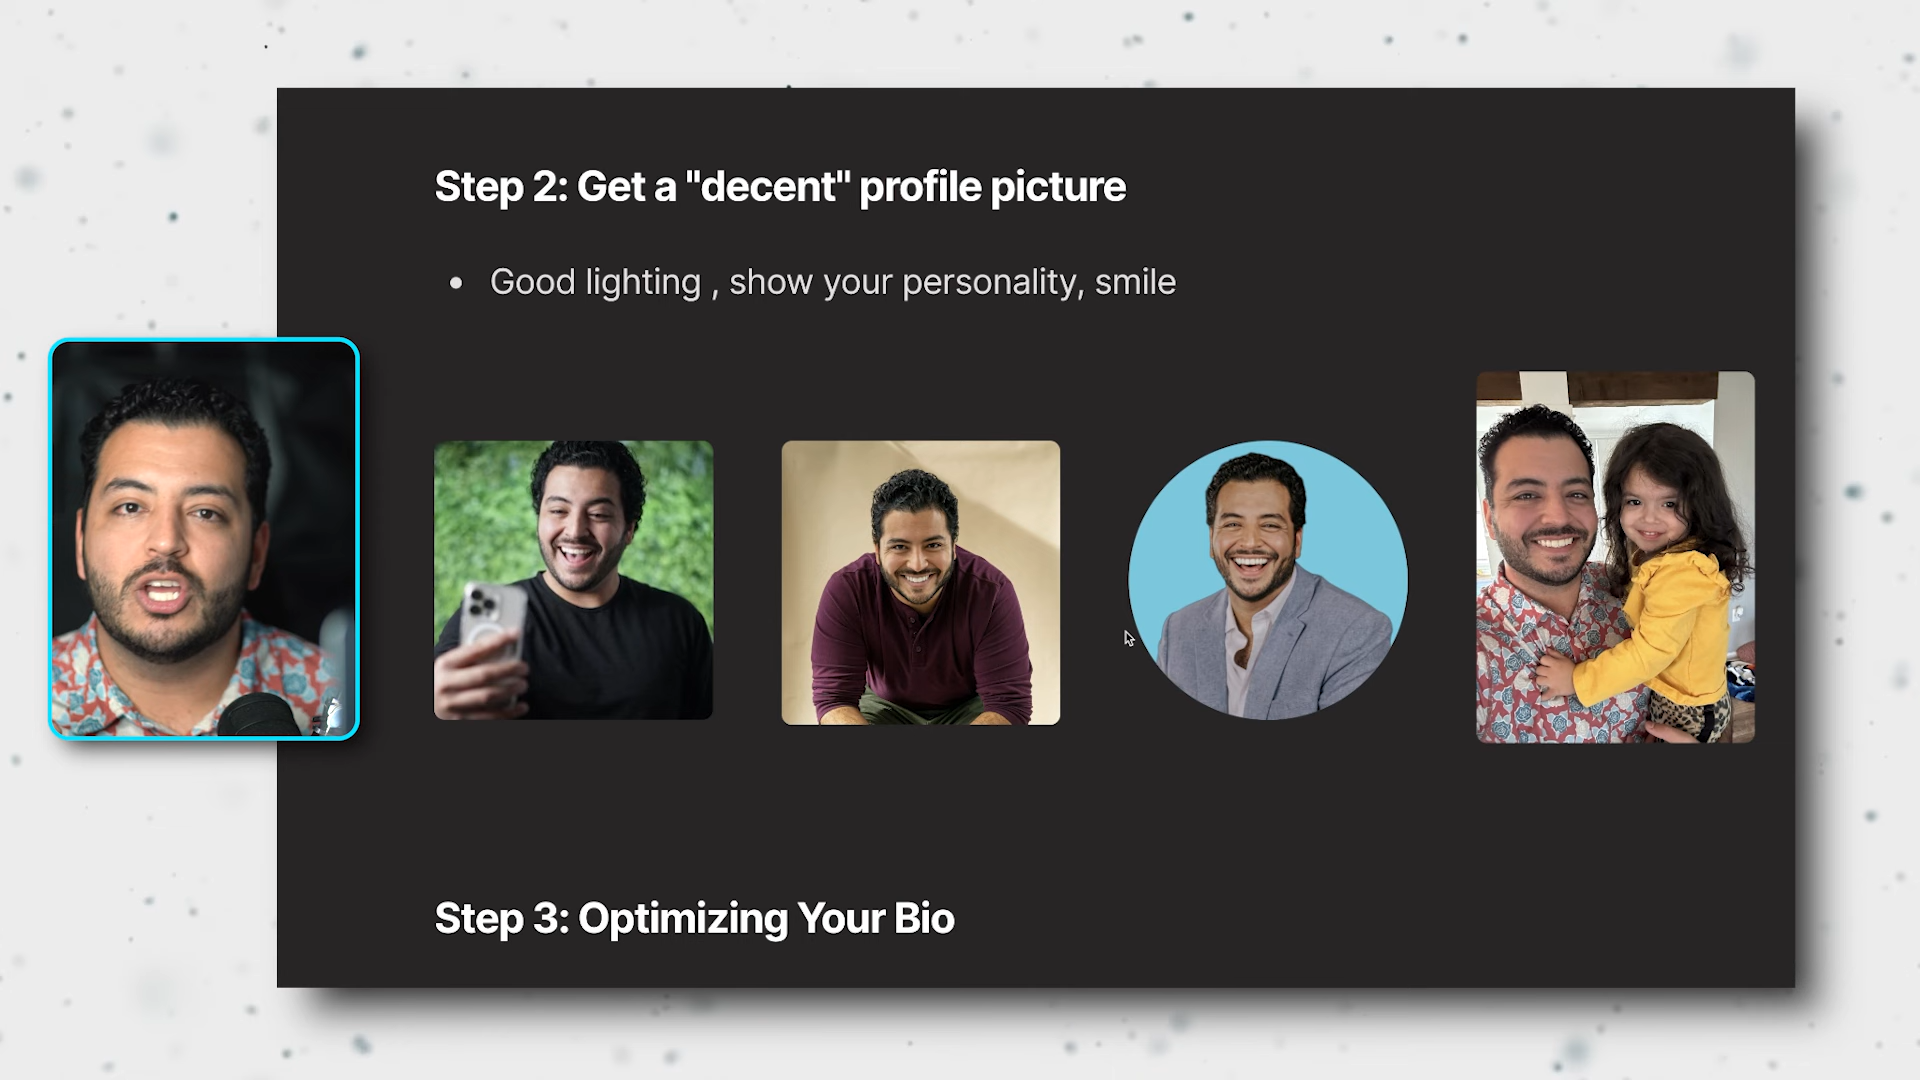 Step 2: Get a "decent" profile picture
Good lighting , show your personality, smile
Step 3: Optimizing Your Bio